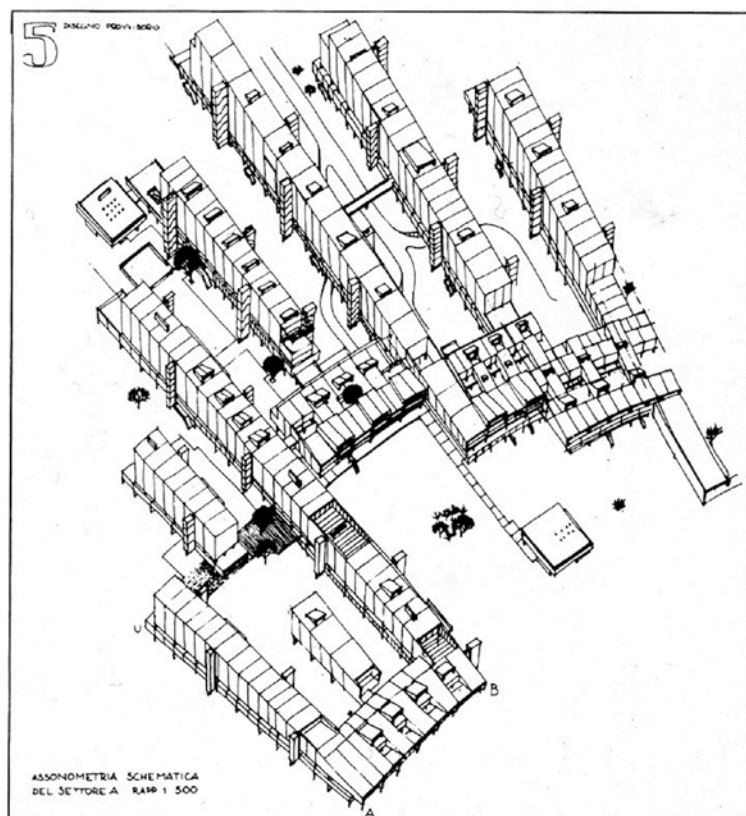 5
DISEGNO PROVVISORIO
U
B
ASSONOMETRIA SCHEMATICA
DEL SETTORE A RAPP 1 500
A